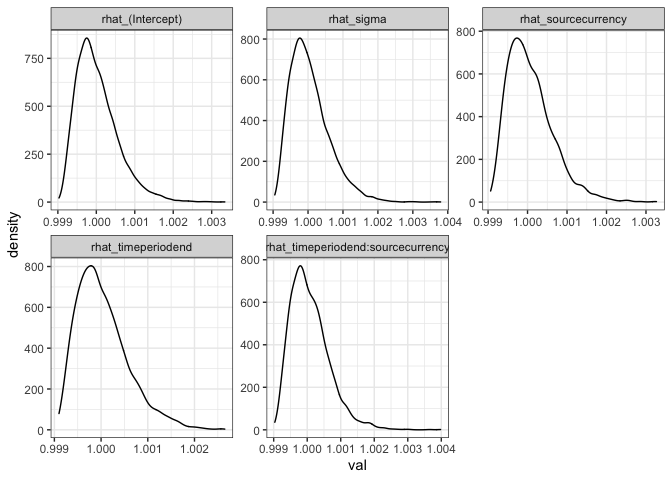 rhat_(Intercept)
rhat_sigma
rhat_sourcecurrency
750
500
250
0
0.999 1.000 1.001 1.002 1.003
800
600
400
200
0
0.999 1.000 1.001 1.002 1.003 1.004
800
600
400
200
0
0.999 1.000 1.001 1.002 1.003
density
rhat_timeperiodend
rhat_timeperiodend:sourcecurrency
800
600
400
200
0
0.999 1.000 1.001 1.002
800
600
400
200
0
0.999 1.000 1.001 1.002 1.003 1.004
val